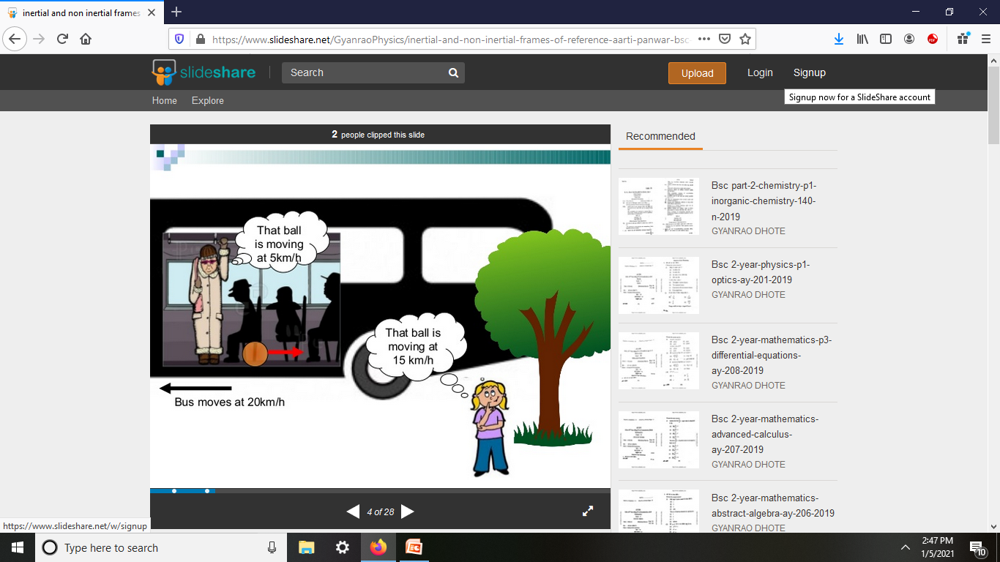 inertial and non inertial frames
https://www.slideshare.net/GyanraoPhysics/inertial-and-non-inertial-frames-of-reference-aarti-panwar-bsc
PDF
slideshare
Search
Upload
Login
Signup
Home
Explore
Signup now for a SlideShare account
2 people clipped this slide
That ball
is moving
at 5km/h
That ball is
moving at
15 km/h
Bus moves at 20km/h
4 of 28
Recommended
Bsc part-2-chemistry-p1-
inorganic-chemistry-140-
n-2019
GYANRAO DHOTE
Bsc 2-year-physics-p1-
optics-ay-201-2019
GYANRAO DHOTE
Bsc 2-year-mathematics-p3-
differential-equations-
ay-208-2019
GYANRAO DHOTE
Bsc 2-year-mathematics-
advanced-calculus-
ay-207-2019
GYANRAO DHOTE
Bsc 2-year-mathematics-
abstract-algebra-ay-206-2019
GYANRAO DHOTE
https://www.slideshare.net/w/signup
Type here to search
2:47 PM
1/5/2021
10